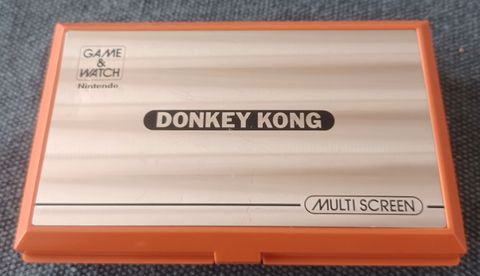 GAME
&
WATCH
Nintendo
DONKEY KONG
MULTI SCREEN